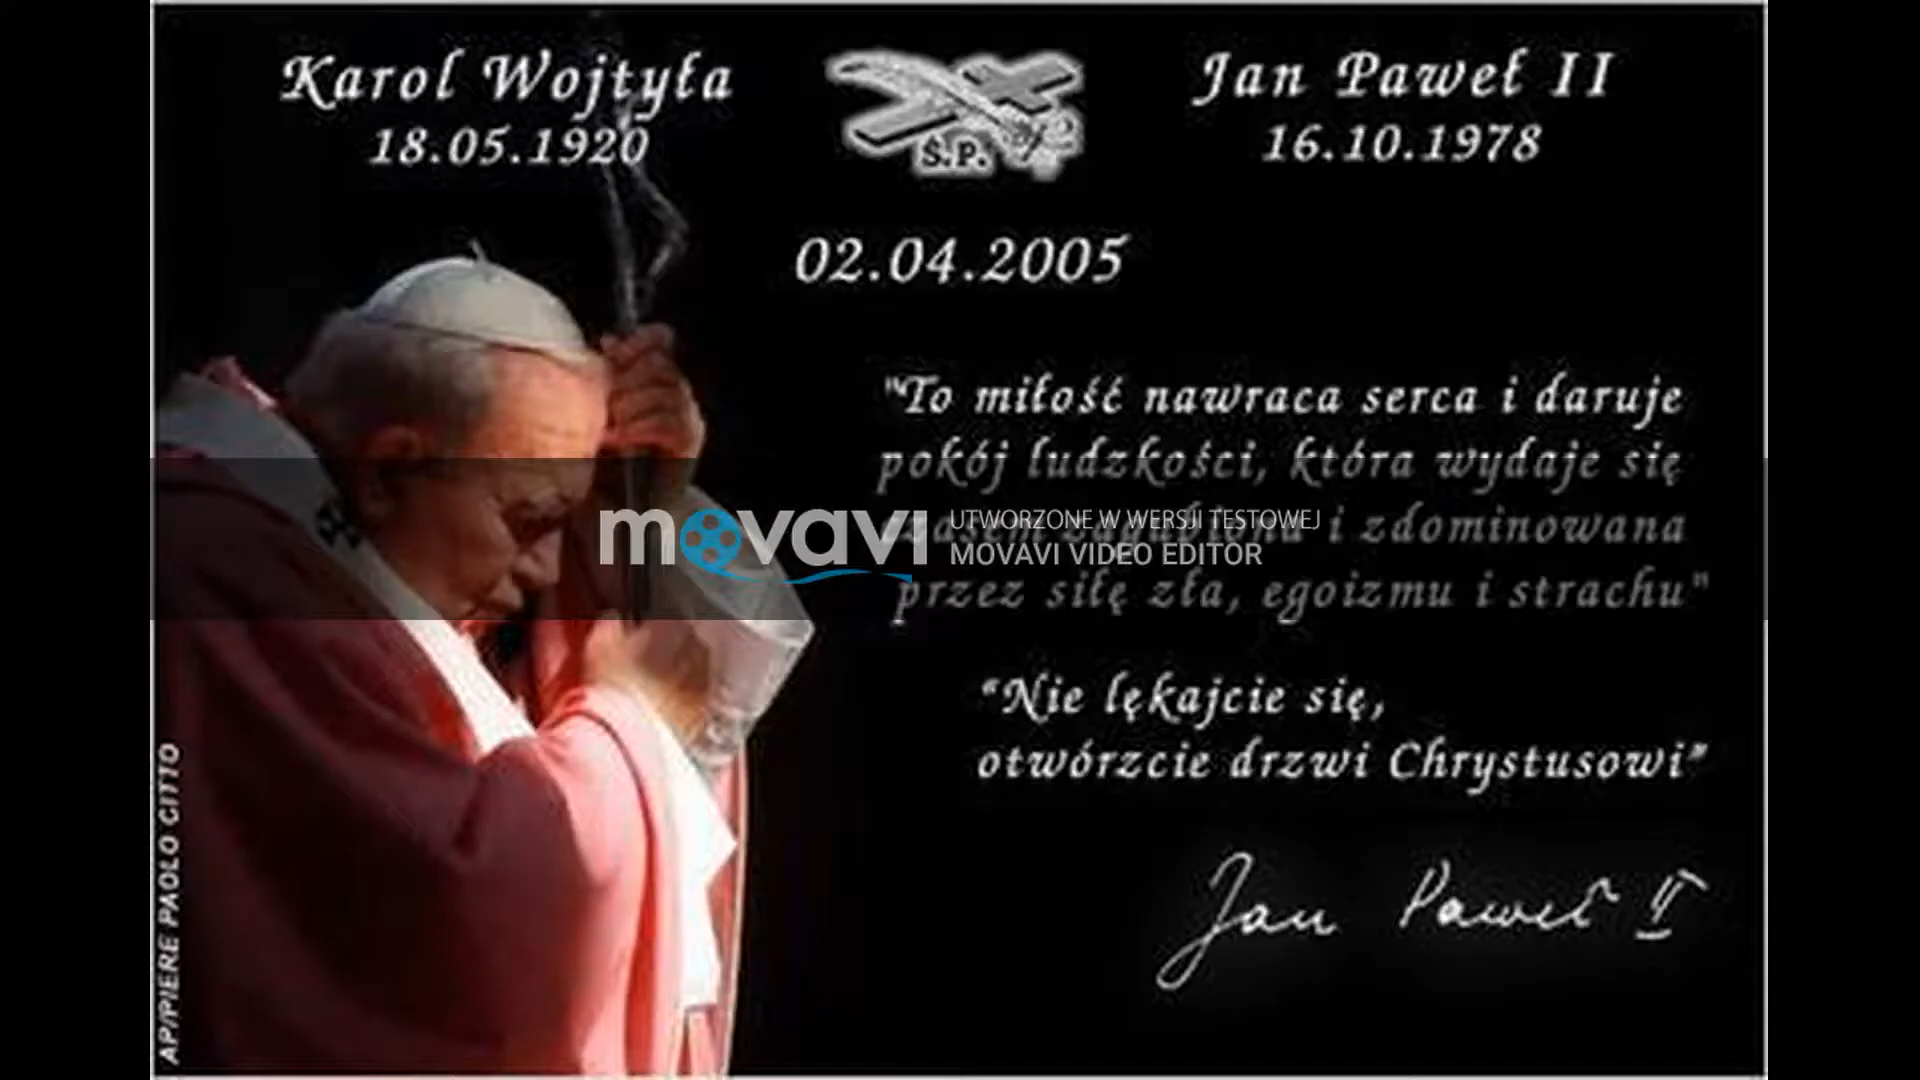 Karol Wojtyła
18.05.1920
Ś.P.
Jan Paweł II
16.10.1978
02.04.2005
"To miłość nawraca serca i daruje
pokój ludzkości, która wydaje się
czasem zagubiona i zdominowana
przez siłę zła, egoizmu i strachu"
movavi
UTWORZONE W WERSJI TESTOWEJ
MOVAVI VIDEO EDITOR
“Nie lękajcie się,
otwórzcie drzwi Chrystusowi”
Jan Paweł II
AP/PIERE PAOLO CITTO